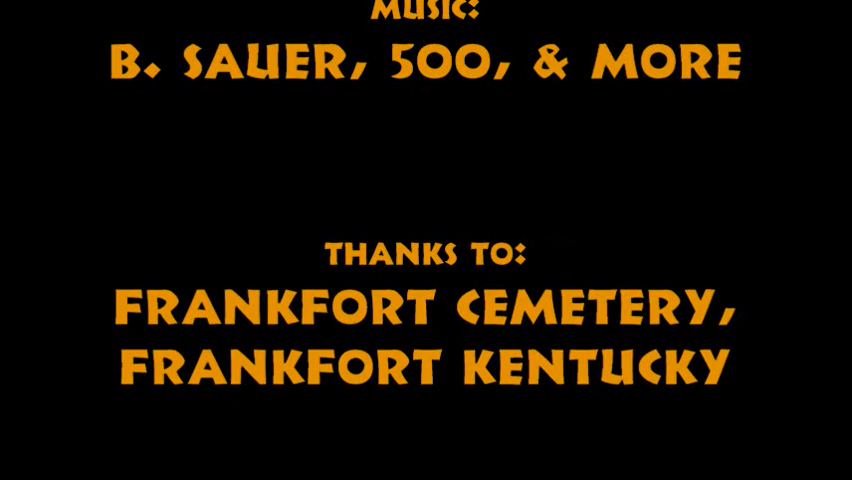 MUSIC:
B. SAUER, 500, & MORE
THANKS TO:
FRANKFORT CEMETERY,
FRANKFORT KENTUCKY